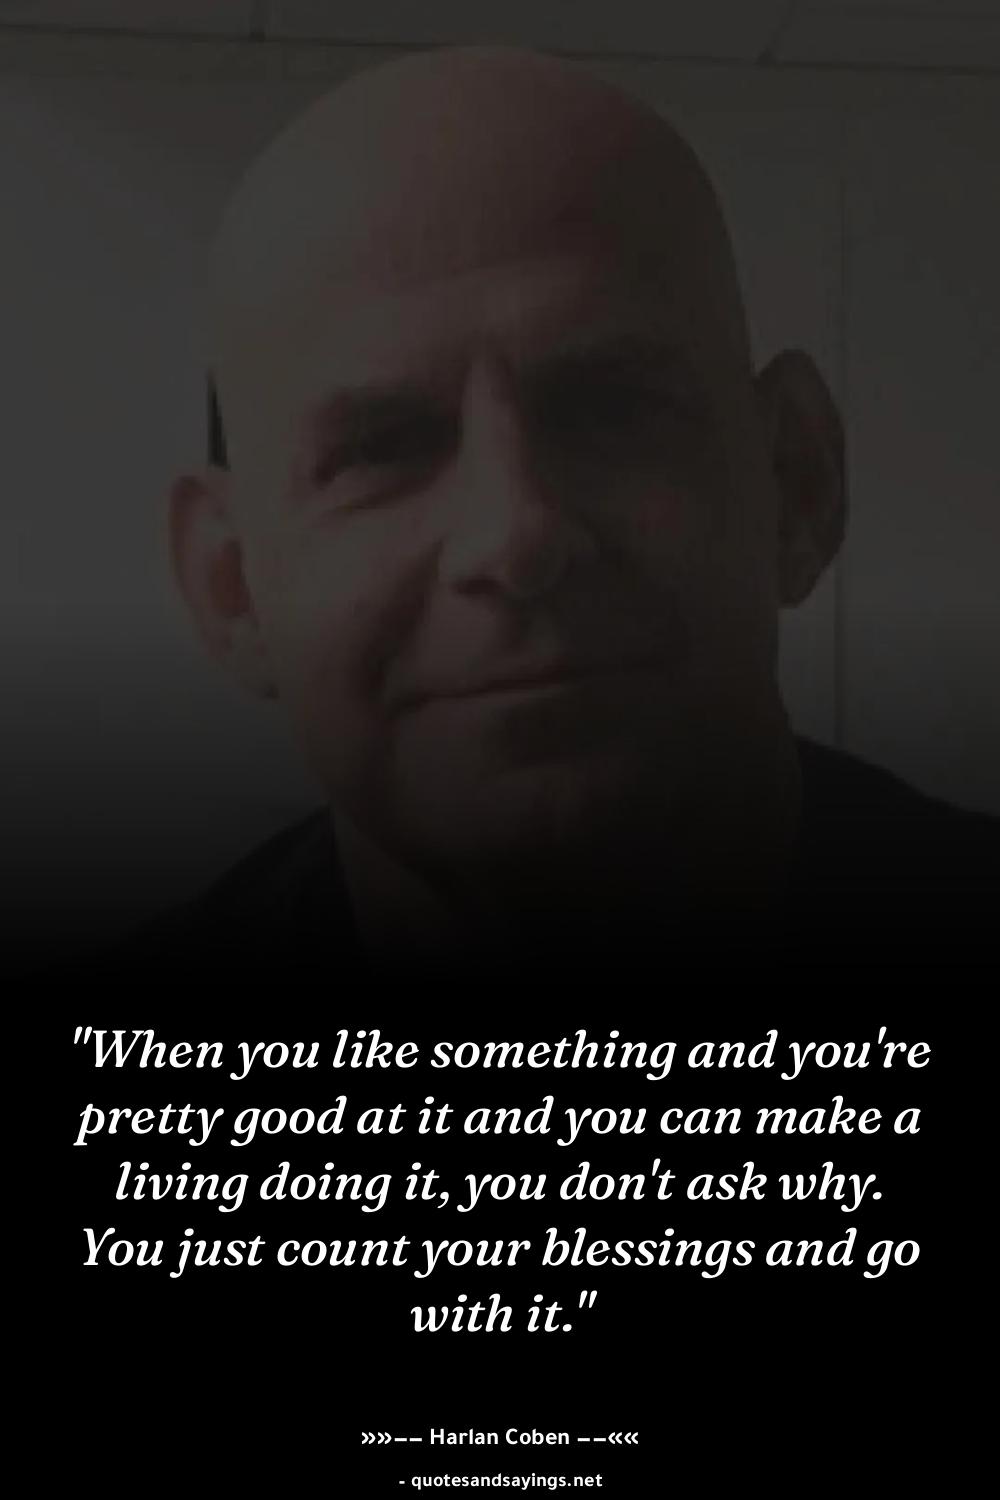 "When you like something and you're
pretty good at it and you can make a
living doing it, you don't ask why.
You just count your blessings and go
with it."
»»−− Harlan Coben −−««
- quotesandsayings.net